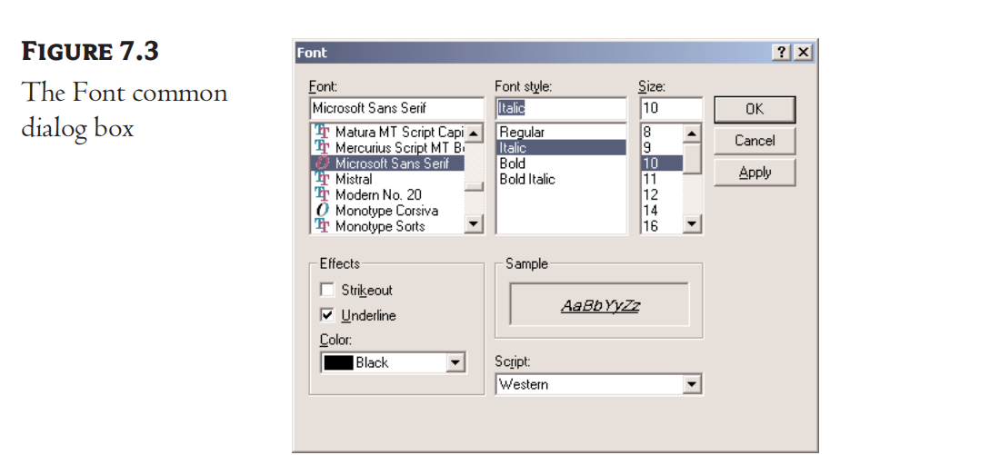 FIGURE 7.3
The Font common
dialog box
Font
Font:
Microsoft Sans Serif
Matura MT Script Capi
Mercurius Script MT B
Microsoft Sans Serif
Mistral
Modern No. 20
Monotype Corsiva
Monotype Sorts
Font style:
Italic
Regular
Italic
Bold
Bold Italic
Size:
10
8
9
10
11
12
14
16
OK
Cancel
Apply
Effects
Strikeout
Underline
Color:
Black
Sample
AaBbYyZz
Script:
Western